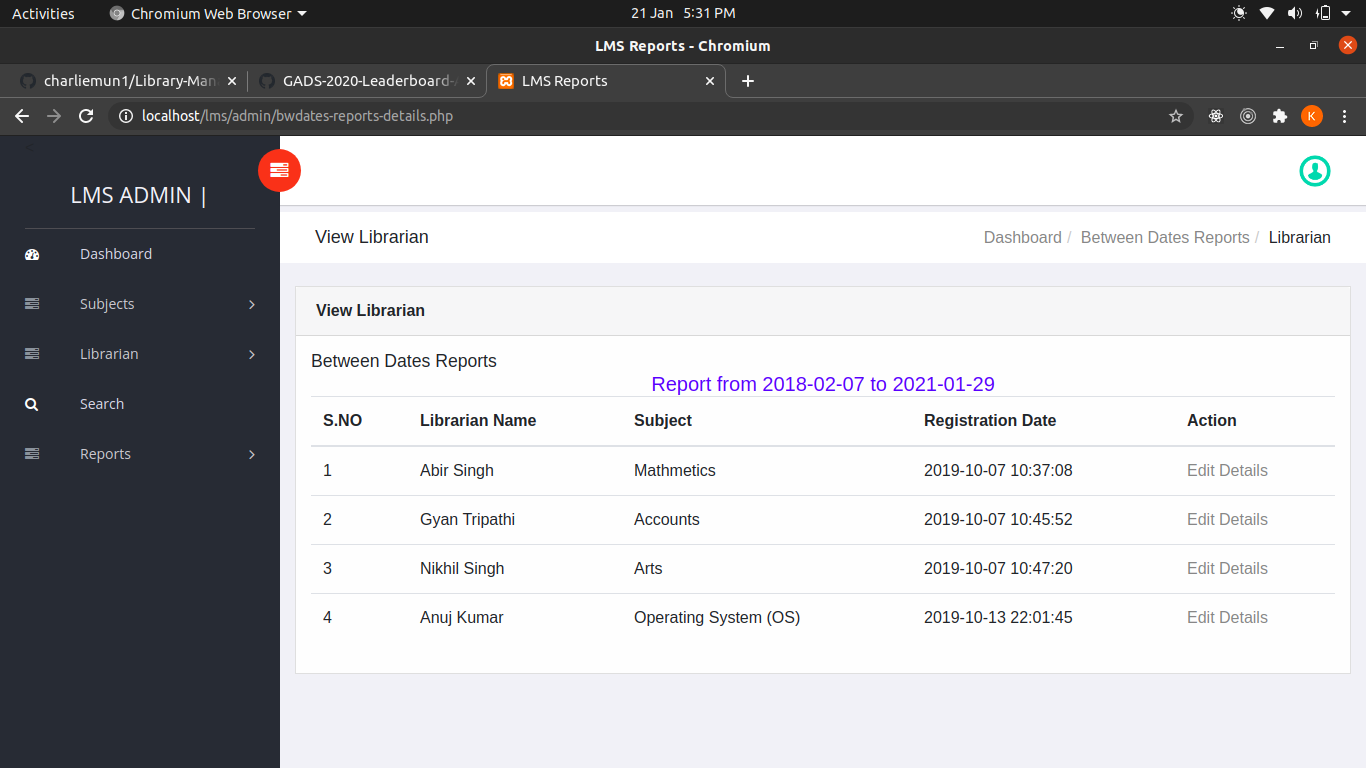 Activities Chromium Web Browser 21 Jan 5:31 PM
LMS Reports - Chromium
charliemun1/Library-Man GADS-2020-Leaderboard- LMS Reports
localhost/lms/admin/bwdates-reports-details.php K
<
LMS ADMIN |
Dashboard
Subjects
Librarian
Search
Reports
View Librarian Dashboard / Between Dates Reports / Librarian
View Librarian
Between Dates Reports
Report from 2018-02-07 to 2021-01-29
S.NO Librarian Name Subject Registration Date Action
1 Abir Singh Mathmetics 2019-10-07 10:37:08 Edit Details
2 Gyan Tripathi Accounts 2019-10-07 10:45:52 Edit Details
3 Nikhil Singh Arts 2019-10-07 10:47:20 Edit Details
4 Anuj Kumar Operating System (OS) 2019-10-13 22:01:45 Edit Details